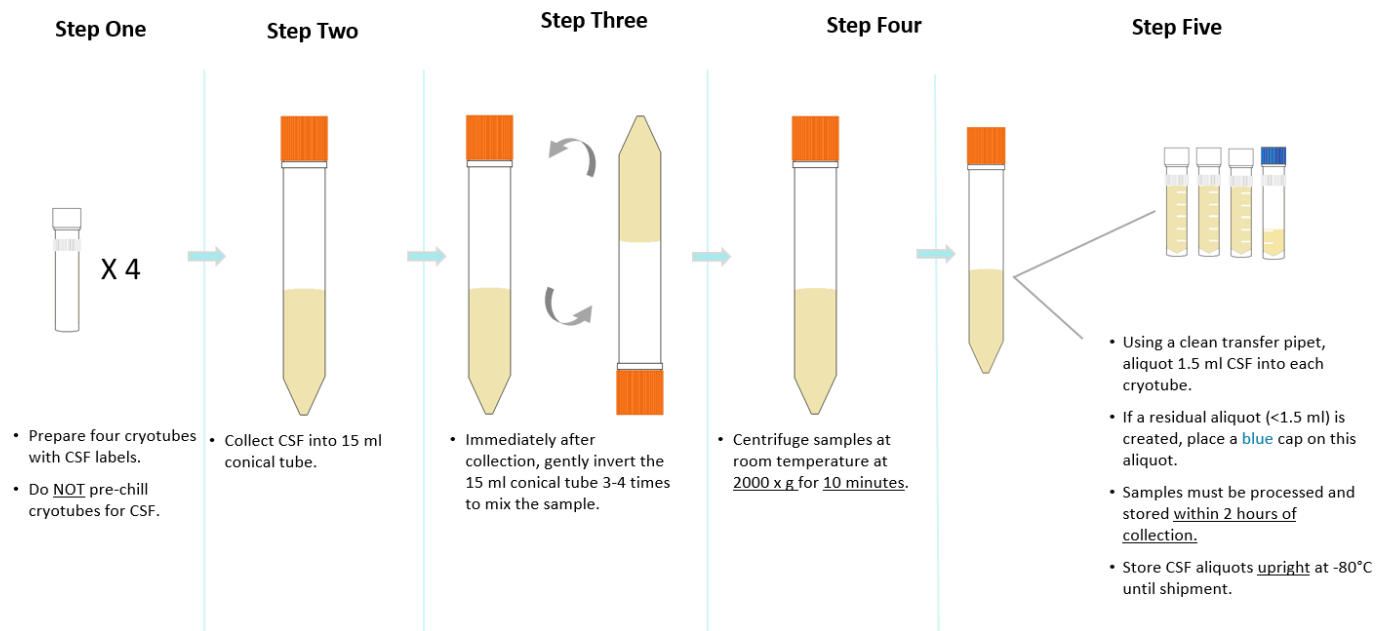 Step One
X 4
• Prepare four cryotubes
with CSF labels.
• Do NOT pre-chill
cryotubes for CSF.
Step Two
• Collect CSF into 15 ml
conical tube.
Step Three
• Immediately after
collection, gently invert the
15 ml conical tube 3-4 times
to mix the sample.
Step Four
• Centrifuge samples at
room temperature at
2000 x g for 10 minutes.
Step Five
• Using a clean transfer pipet,
aliquot 1.5 ml CSF into each
cryotube.
• If a residual aliquot (<1.5 ml) is
created, place a blue cap on this
aliquot.
• Samples must be processed and
stored within 2 hours of
collection.
• Store CSF aliquots upright at -80°C
until shipment.